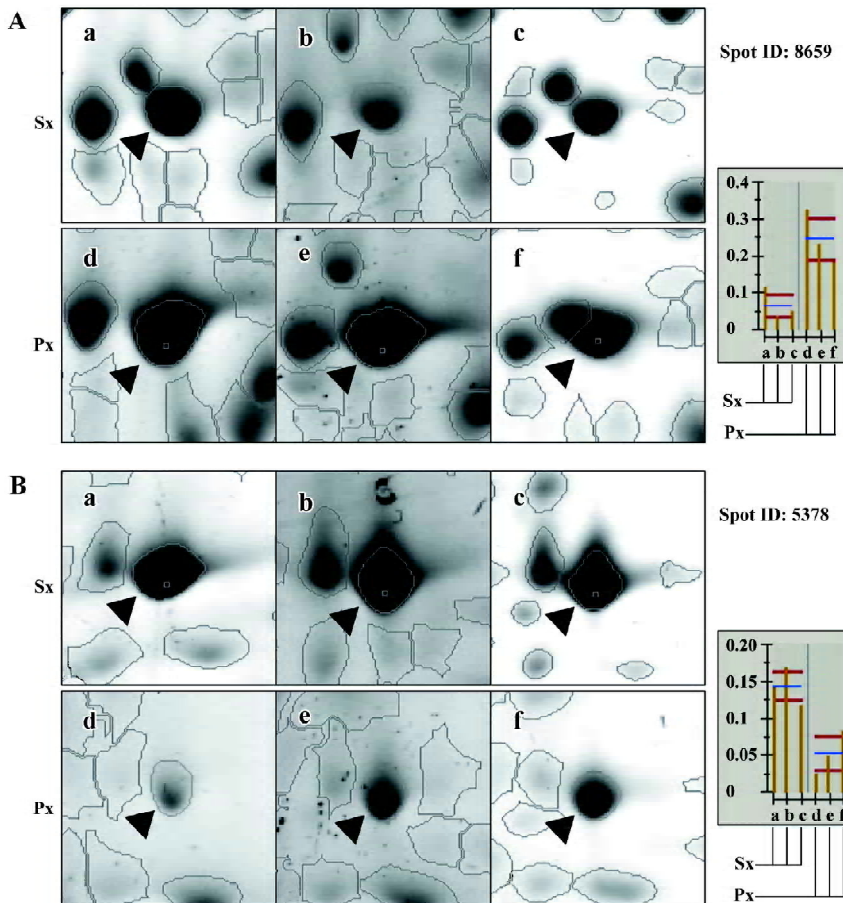 A
a
b
c
Sx
Spot ID: 8659
d
e
f
Px
0.4
0.3
0.2
0.1
0
a b c d e f
Sx
Px
B
a
b
c
Sx
Spot ID: 5378
d
e
f
Px
0.20
0.15
0.10
0.05
0
a b c d e f
Sx
Px